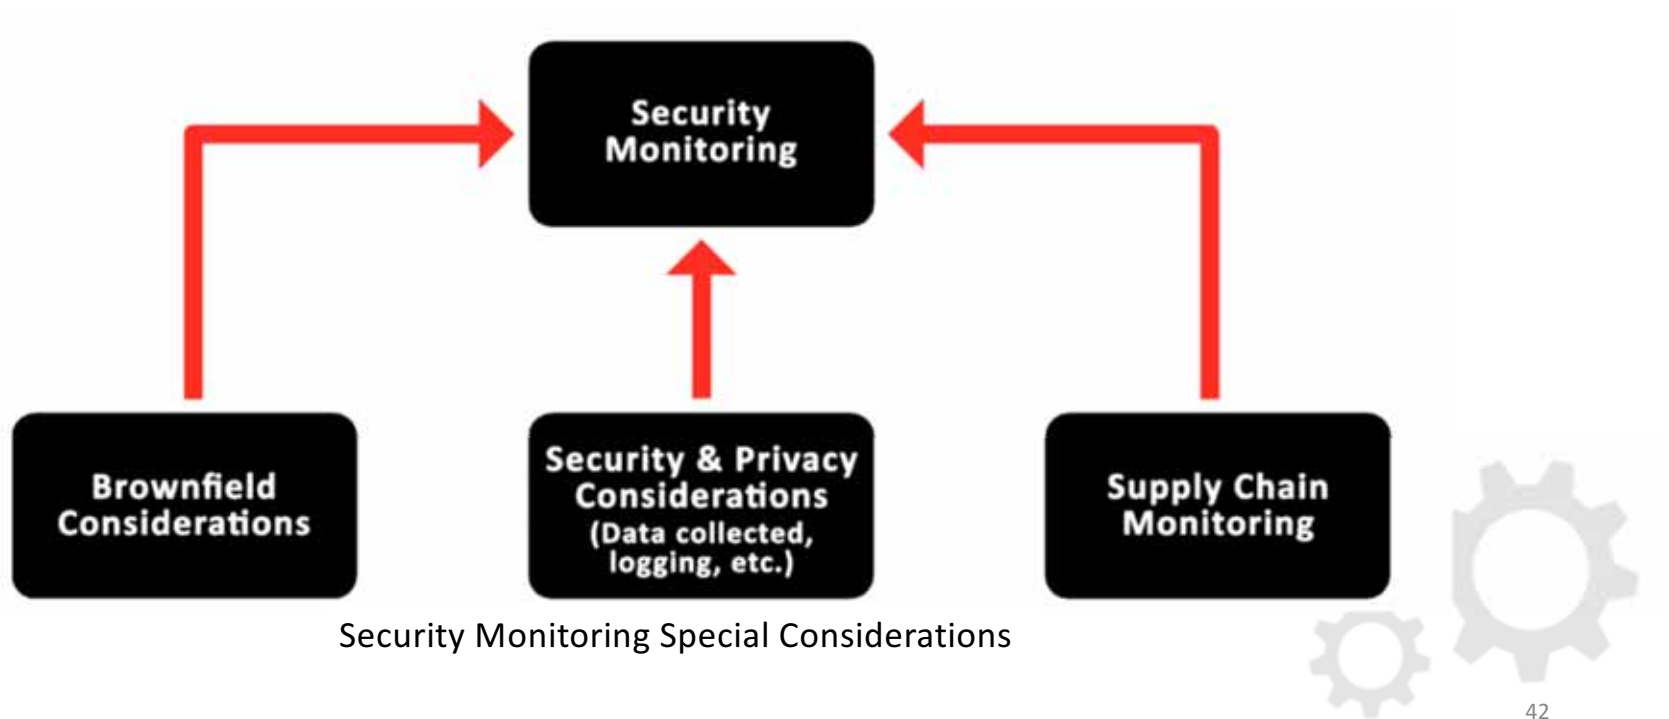 Security
Monitoring
Brownfield
Considerations
Security & Privacy
Considerations
(Data collected,
logging, etc.)
Supply Chain
Monitoring
Security Monitoring Special Considerations
42